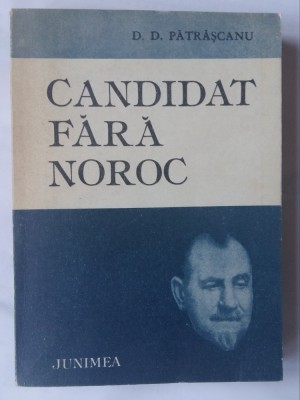 D. D. PĂTRĂȘCANU
CANDIDAT
FĂRĂ
NOROC
JUNIMEA